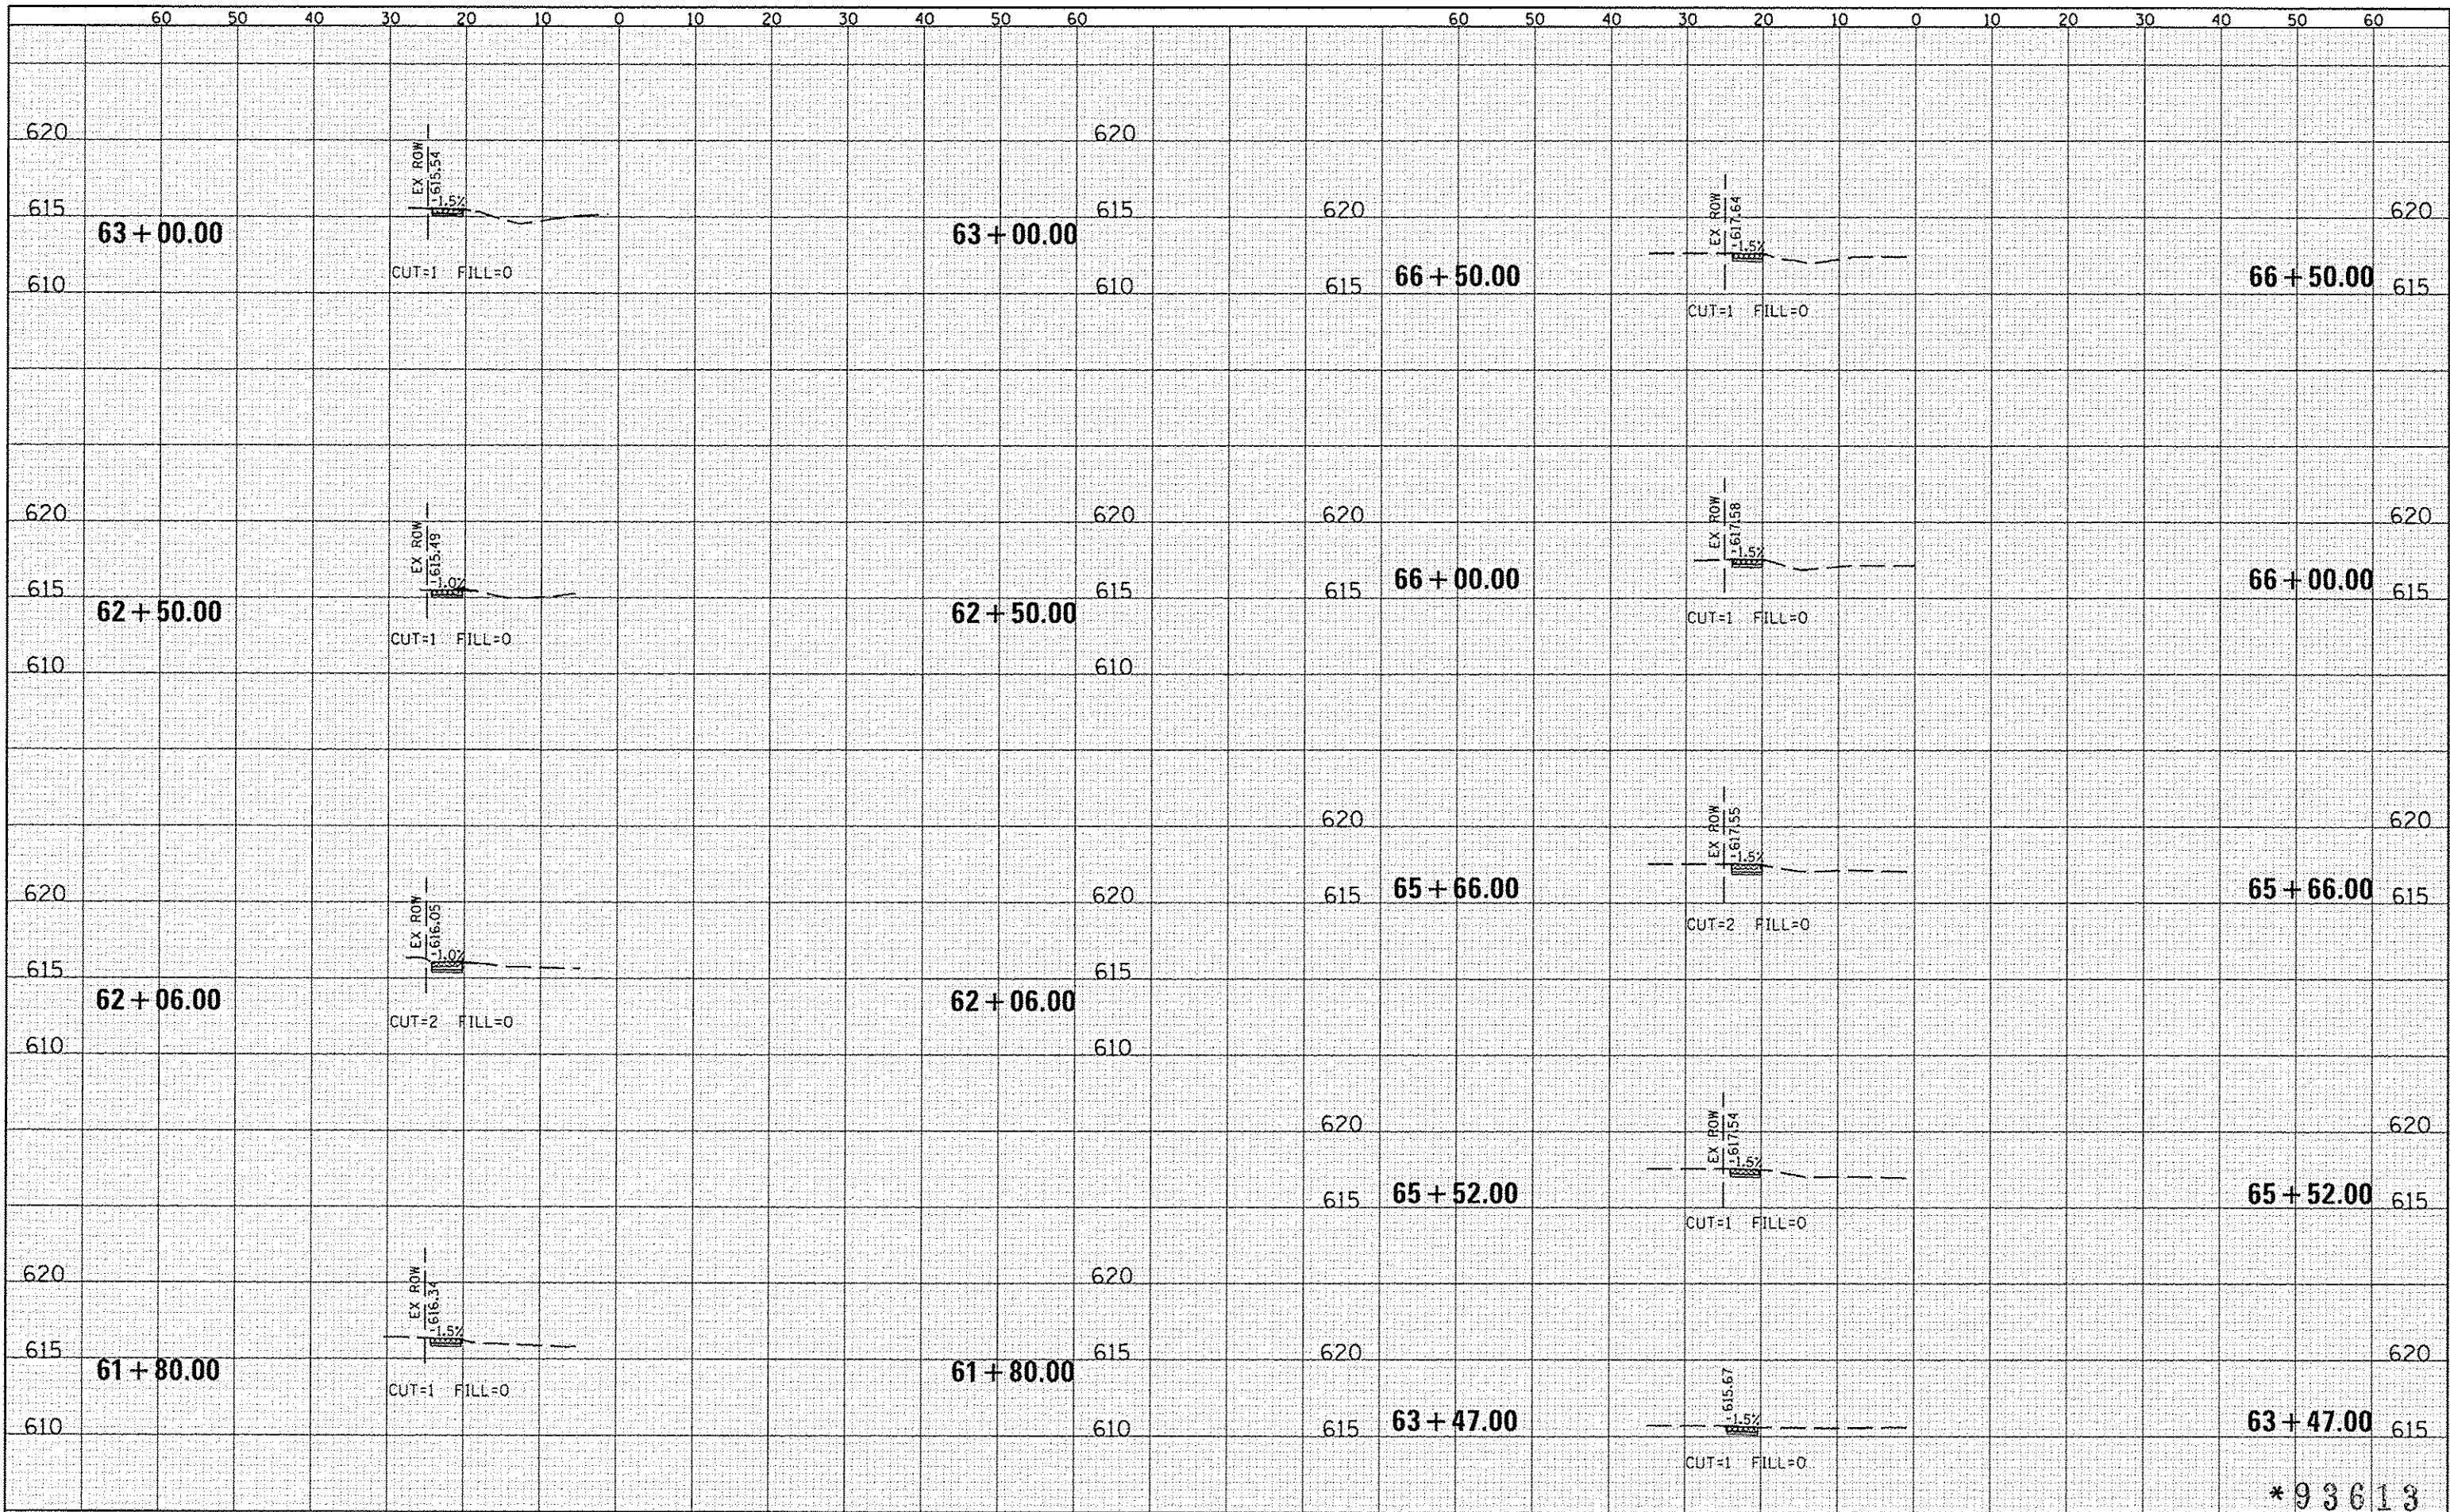 60 50 40 30 20 10 0 10 20 30 40 50 60 60 50 40 30 20 10 0 10 20 30 40 50 60
620 620
EX ROW
615.54
-1.5%
615 615
63+00.00 63+00.00
CUT=1 FILL=0
610 610
620 620
EX ROW
615.49
-1.0%
615 615
62+50.00 62+50.00
CUT=1 FILL=0
610 610
620 620
EX ROW
616.05
-1.0%
615 615
62+06.00 62+06.00
CUT=2 FILL=0
610 610
620 620
EX ROW
616.34
-1.5%
615 615
61+80.00 61+80.00
CUT=1 FILL=0
610 610
EX ROW
617.64
620 620
-1.5%
66+50.00 66+50.00
615 615
CUT=1 FILL=0
EX ROW
617.58
620 620
-1.5%
66+00.00 66+00.00
615 615
CUT=1 FILL=0
EX ROW
617.55
620 620
-1.5%
65+66.00 65+66.00
615 615
CUT=2 FILL=0
EX ROW
617.54
620 620
-1.5%
65+52.00 65+52.00
615 615
CUT=1 FILL=0
620 620
615.67
-1.5%
63+47.00 63+47.00
615 615
CUT=1 FILL=0
*93613